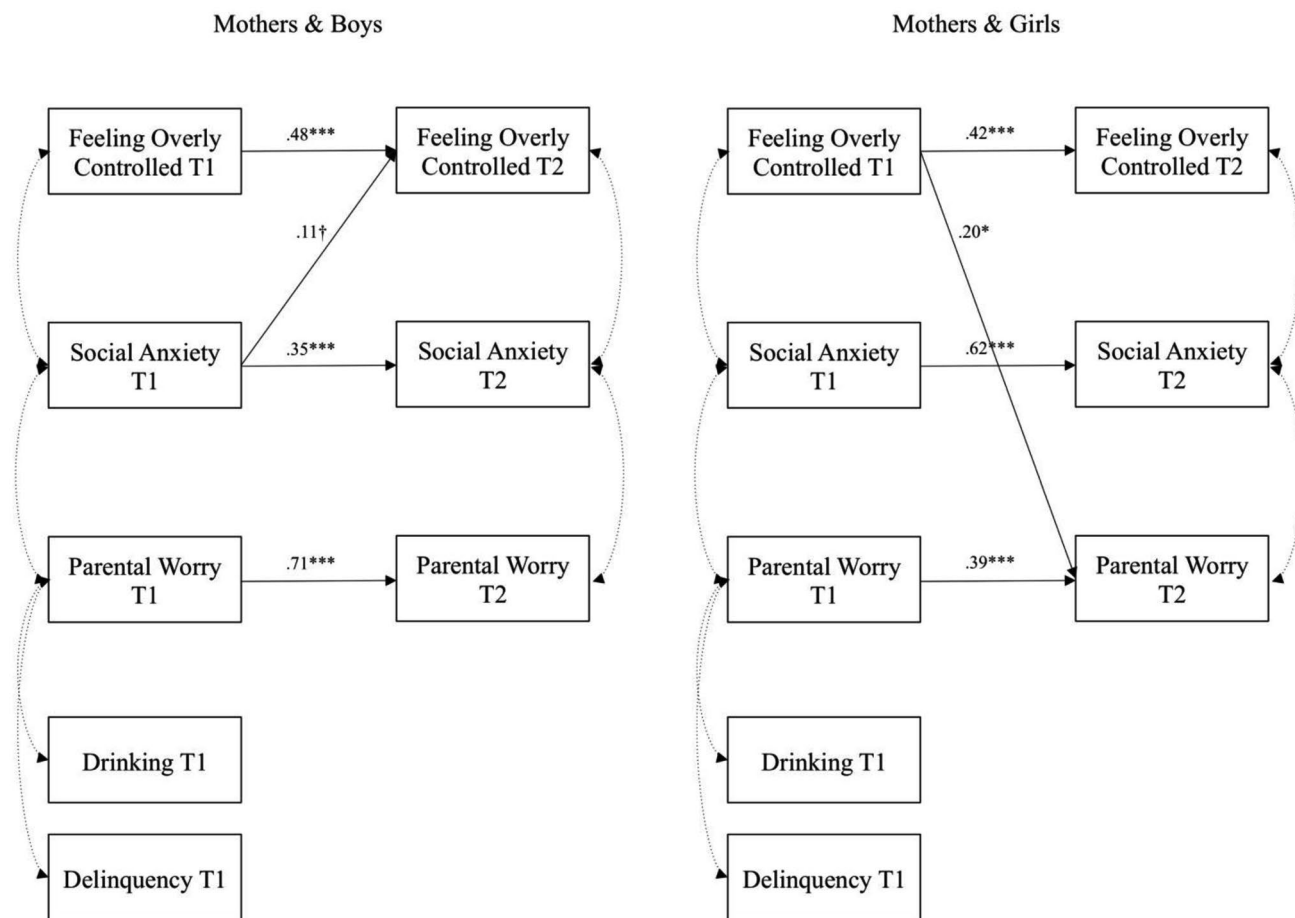 Mothers & Boys
Feeling Overly
Controlled T1
.48***
Feeling Overly
Controlled T2
.11†
Social Anxiety
T1
.35***
Social Anxiety
T2
Parental Worry
T1
.71***
Parental Worry
T2
Drinking T1
Delinquency T1
Mothers & Girls
Feeling Overly
Controlled T1
.42***
Feeling Overly
Controlled T2
.20*
Social Anxiety
T1
.62***
Social Anxiety
T2
Parental Worry
T1
.39***
Parental Worry
T2
Drinking T1
Delinquency T1